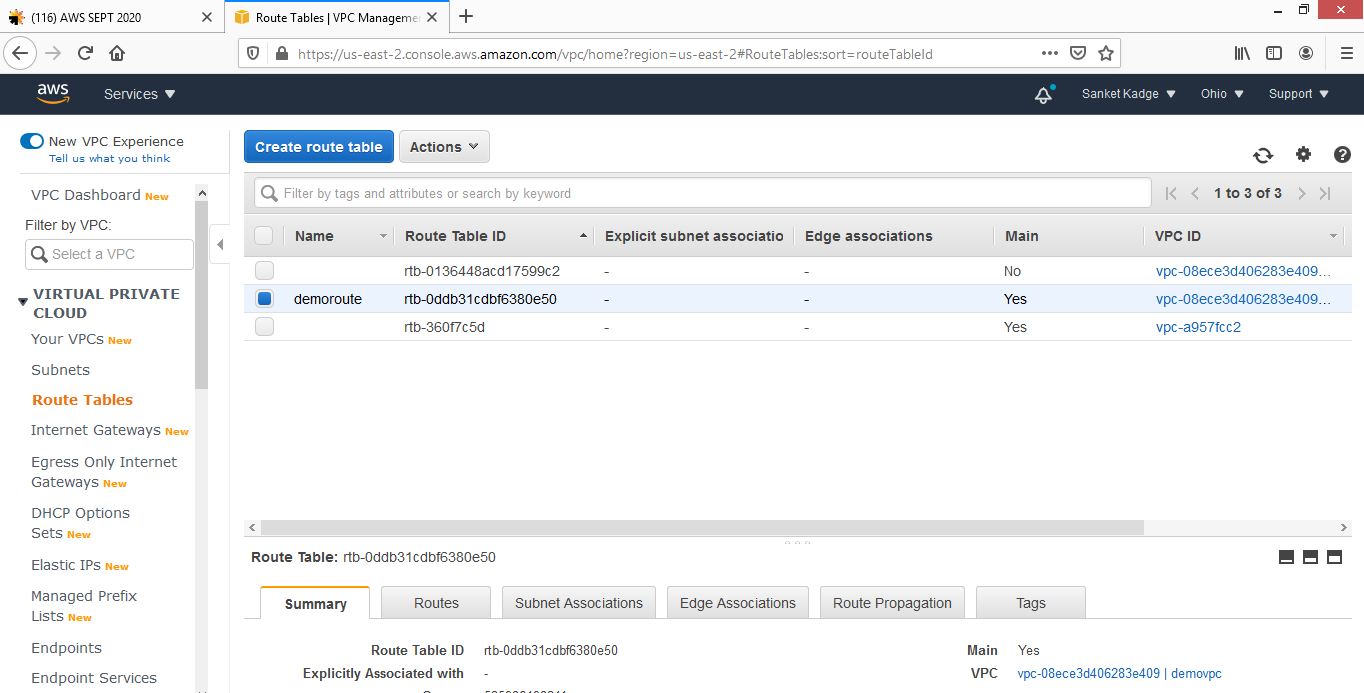 (116) AWS SEPT 2020
Route Tables | VPC Manageme
https://us-east-2.console.aws.amazon.com/vpc/home?region=us-east-2#RouteTables:sort=routeTableId
aws Services Sanket Kadge Ohio Support
New VPC Experience
Tell us what you think
VPC Dashboard New
Filter by VPC:
Select a VPC
VIRTUAL PRIVATE
CLOUD
Your VPCs New
Subnets
Route Tables
Internet Gateways New
Egress Only Internet
Gateways New
DHCP Options
Sets New
Elastic IPs New
Managed Prefix
Lists New
Endpoints
Endpoint Services
Create route table Actions
Filter by tags and attributes or search by keyword 1 to 3 of 3
Name Route Table ID Explicit subnet associatio Edge associations Main VPC ID
rtb-0136448acd17599c2 - - No vpc-08ece3d406283e409...
demoroute rtb-0ddb31cdbf6380e50 - - Yes vpc-08ece3d406283e409...
rtb-360f7c5d - - Yes vpc-a957fcc2
Route Table: rtb-0ddb31cdbf6380e50
Summary Routes Subnet Associations Edge Associations Route Propagation Tags
Route Table ID rtb-0ddb31cdbf6380e50 Main Yes
Explicitly Associated with - VPC vpc-08ece3d406283e409 | demovpc